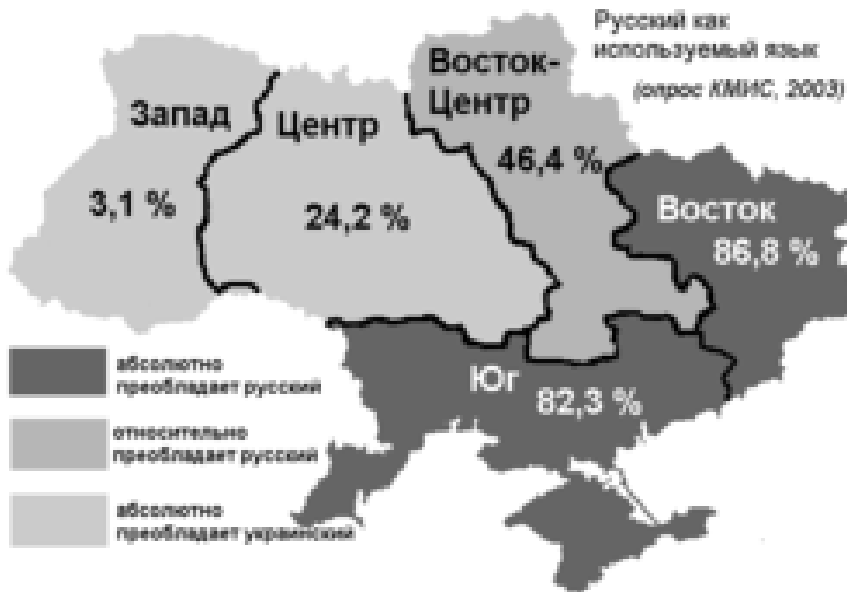 Русский как
используемый язык
(опрос КМИС, 2003)
Запад
3,1 %
Центр
24,2 %
Восток-
Центр
46,4 %
Восток
86,8 %
Юг
82,3 %
абсолютно
преобладает русский
относительно
преобладает русский
абсолютно
преобладает украинский